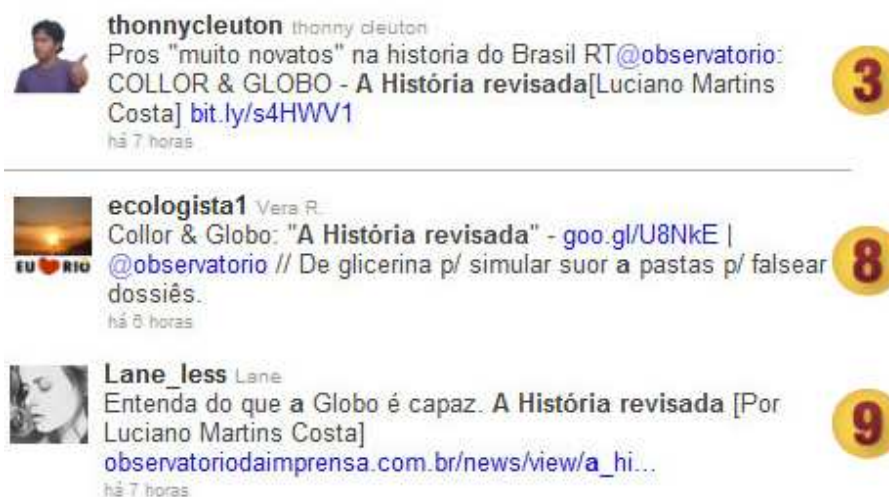 thonnycleuton thonny cleuton
Pros "muito novatos" na historia do Brasil RT@observatorio:
COLLOR & GLOBO - A História revisada[Luciano Martins
Costa] bit.ly/s4HWV1
há 7 horas
3
ecologista1 Vera R.
Collor & Globo: "A História revisada" - goo.gl/U8NkE |
@observatorio // De glicerina p/ simular suor a pastas p/ falsear
dossiês.
há 6 horas
EU RIO
8
Lane_less Lane
Entenda do que a Globo é capaz. A História revisada [Por
Luciano Martins Costa]
observatoriodaimprensa.com.br/news/view/a_hi...
há 7 horas
9